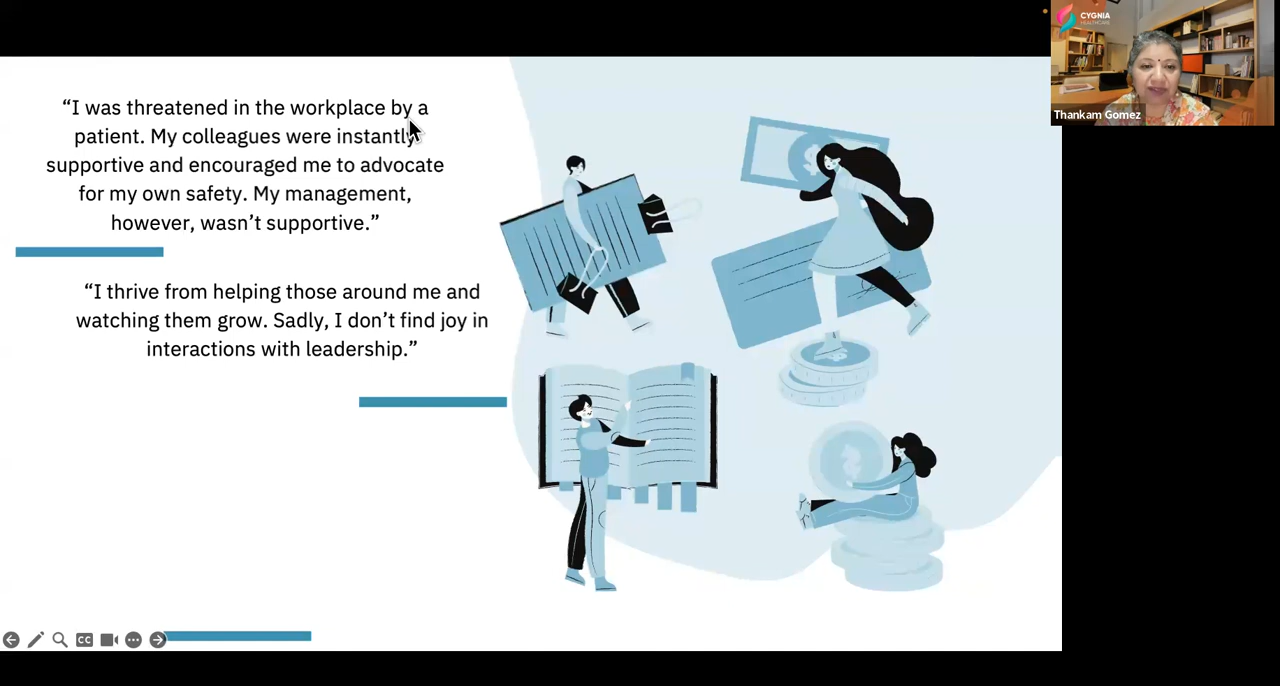 “I was threatened in the workplace by a
patient. My colleagues were instantly
supportive and encouraged me to advocate
for my own safety. My management,
however, wasn’t supportive.”
“I thrive from helping those around me and
watching them grow. Sadly, I don’t find joy in
interactions with leadership.”
CYGNIA
HEALTHCARE
Thankam Gomez
CC